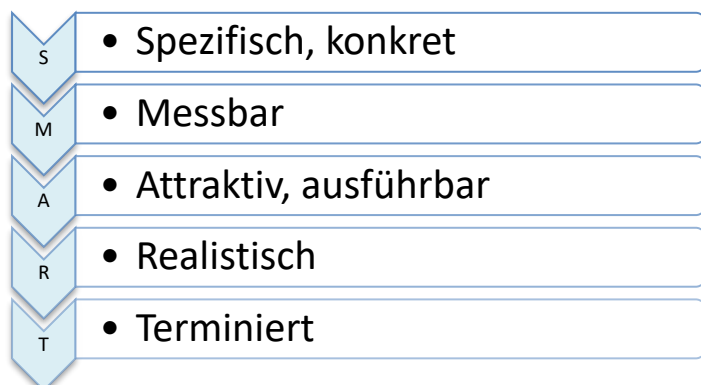 S
• Spezifisch, konkret
M
• Messbar
A
• Attraktiv, ausführbar
R
• Realistisch
T
• Terminiert